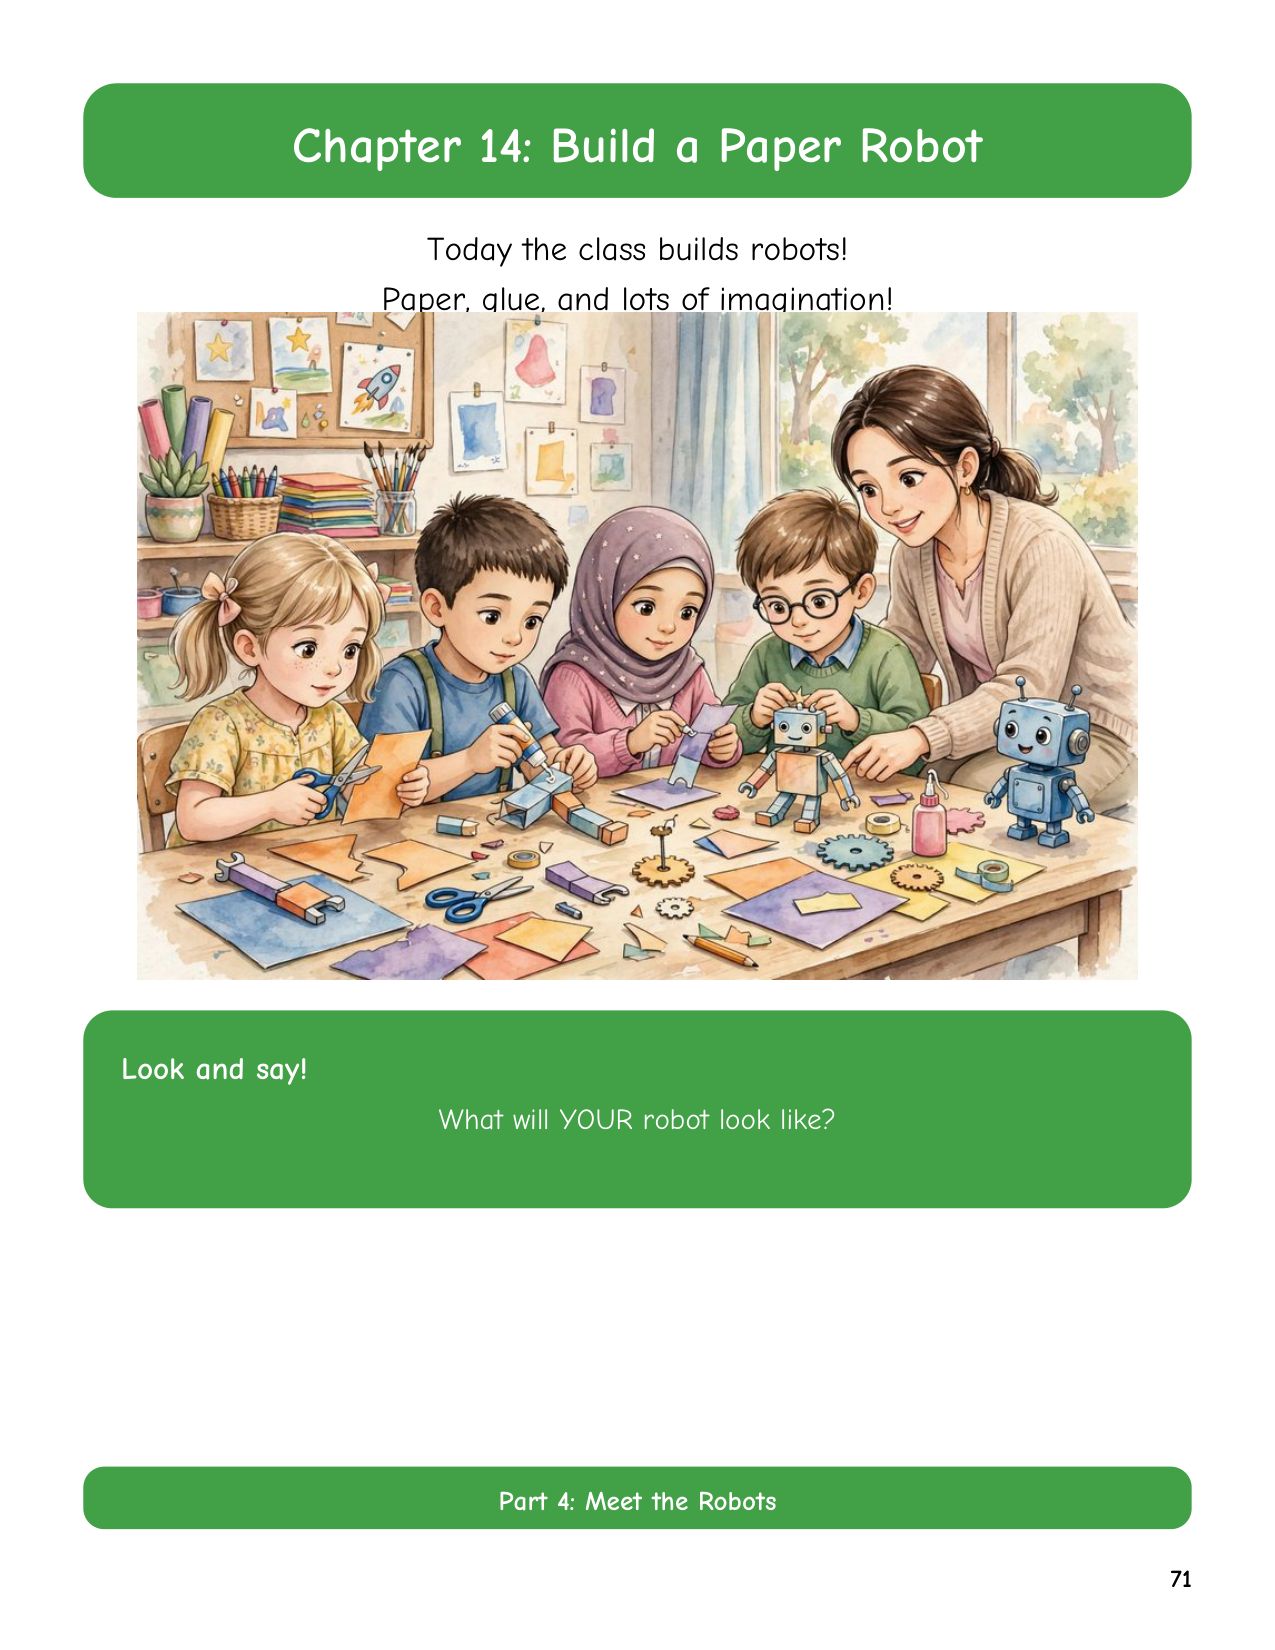 Chapter 14: Build a Paper Robot
Today the class builds robots!
Paper, glue, and lots of imagination!
Look and say!
What will YOUR robot look like?
Part 4: Meet the Robots
71